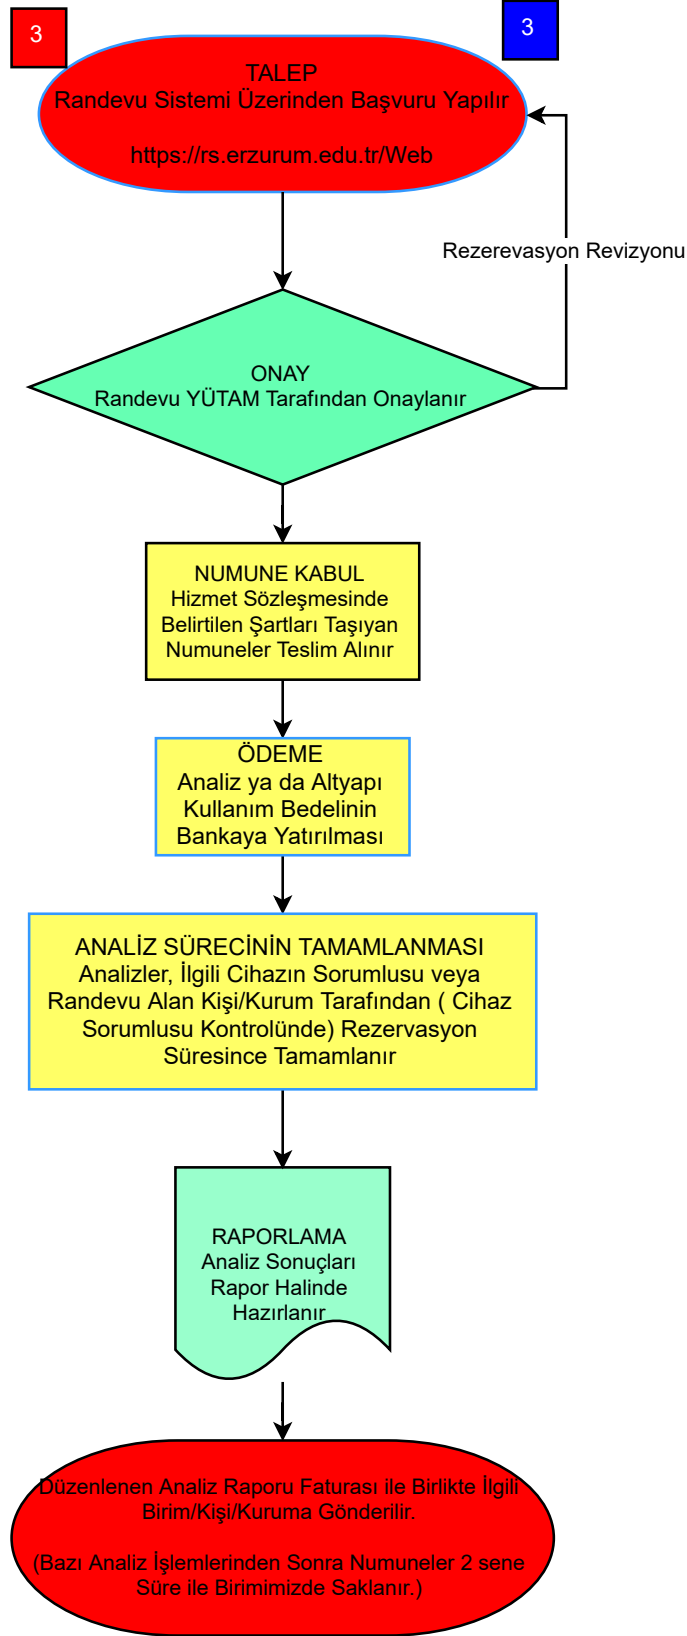 3
3
TALEP
Randevu Sistemi Üzerinden Başvuru Yapılır
https://rs.erzurum.edu.tr/Web
Rezerevasyon Revizyonu
ONAY
Randevu YÜTAM Tarafından Onaylanır
NUMUNE KABUL
Hizmet Sözleşmesinde
Belirtilen Şartları Taşıyan
Numuneler Teslim Alınır
ÖDEME
Analiz ya da Altyapı
Kullanım Bedelinin
Bankaya Yatırılması
ANALİZ SÜRECİNİN TAMAMLANMASI
Analizler, İlgili Cihazın Sorumlusu veya
Randevu Alan Kişi/Kurum Tarafından ( Cihaz
Sorumlusu Kontrolünde) Rezervasyon
Süresince Tamamlanır
RAPORLAMA
Analiz Sonuçları
Rapor Halinde
Hazırlanır
Düzenlenen Analiz Raporu Faturası ile Birlikte İlgili
Birim/Kişi/Kuruma Gönderilir.
(Bazı Analiz İşlemlerinden Sonra Numuneler 2 sene
Süre ile Birimimizde Saklanır.)